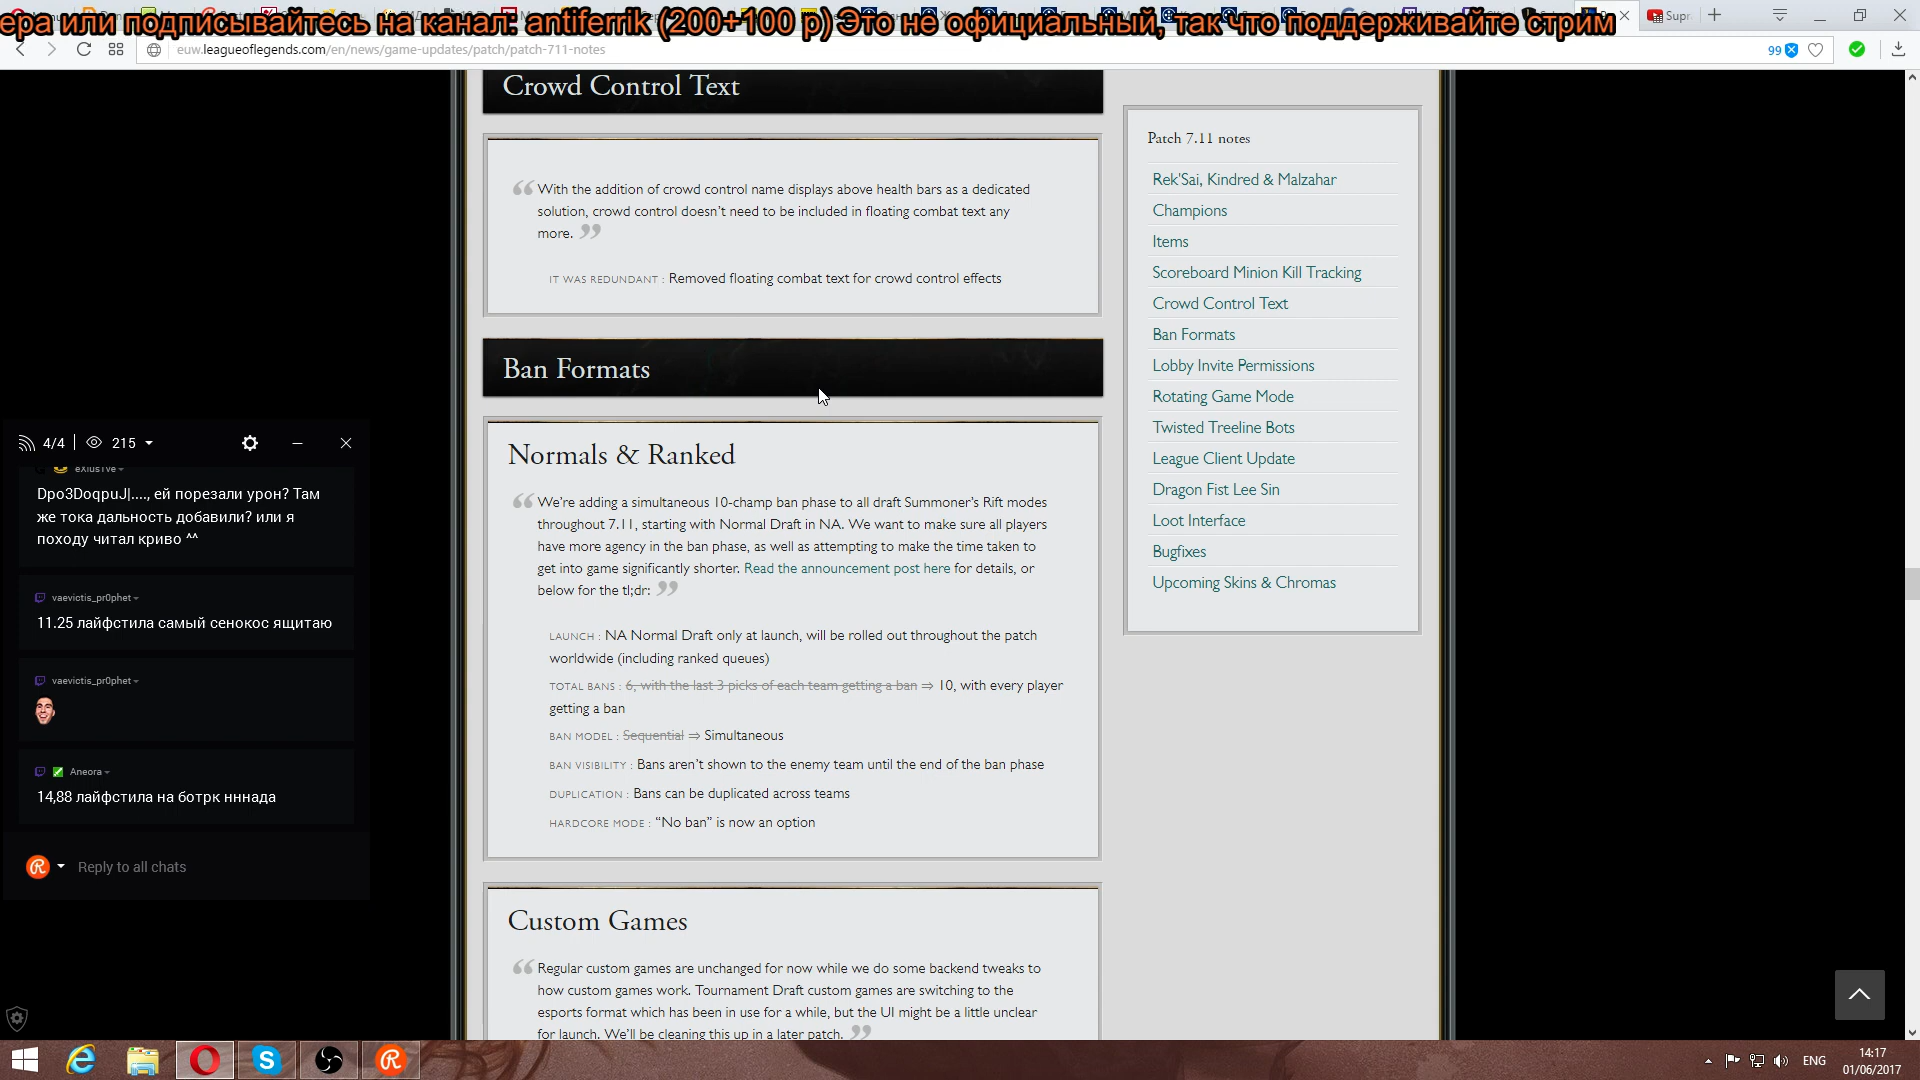 ера или подписывайтесь на канал: antiferrik (200+100 р) Это не официальный, так что поддерживайте стрим
euw.leagueoflegends.com/en/news/game-updates/patch/patch-711-notes
99
Crowd Control Text
With the addition of crowd control name displays above health bars as a dedicated
solution, crowd control doesn't need to be included in floating combat text any
more.
IT WAS REDUNDANT : Removed floating combat text for crowd control effects
Ban Formats
Normals & Ranked
We're adding a simultaneous 10-champ ban phase to all draft Summoner's Rift modes
throughout 7.11, starting with Normal Draft in NA. We want to make sure all players
have more agency in the ban phase, as well as attempting to make the time taken to
get into game significantly shorter. Read the announcement post here for details, or
below for the tl;dr:
LAUNCH : NA Normal Draft only at launch, will be rolled out throughout the patch
worldwide (including ranked queues)
TOTAL BANS : 6, with the last 3 picks of each team getting a ban ⇒ 10, with every player
getting a ban
BAN MODEL : Sequential ⇒ Simultaneous
BAN VISIBILITY : Bans aren't shown to the enemy team until the end of the ban phase
DUPLICATION : Bans can be duplicated across teams
HARDCORE MODE : "No ban" is now an option
Custom Games
Regular custom games are unchanged for now while we do some backend tweaks to
how custom games work. Tournament Draft custom games are switching to the
esports format which has been in use for a while, but the UI might be a little unclear
for launch. We'll be cleaning this up in a later patch.
Patch 7.11 notes
Rek'Sai, Kindred & Malzahar
Champions
Items
Scoreboard Minion Kill Tracking
Crowd Control Text
Ban Formats
Lobby Invite Permissions
Rotating Game Mode
Twisted Treeline Bots
League Client Update
Dragon Fist Lee Sin
Loot Interface
Bugfixes
Upcoming Skins & Chromas
4/4 215
eXlus1ve
Dpo3DoqpuJ|...., ей порезали урон? Там
же тока дальность добавили? или я
походу читал криво ^^
vaevictis_pr0phet
11.25 лайфстила самый сенокос ящитаю
vaevictis_pr0phet
Aneora
14,88 лайфстила на ботрк нннада
Reply to all chats
ENG
14:17
01/06/2017